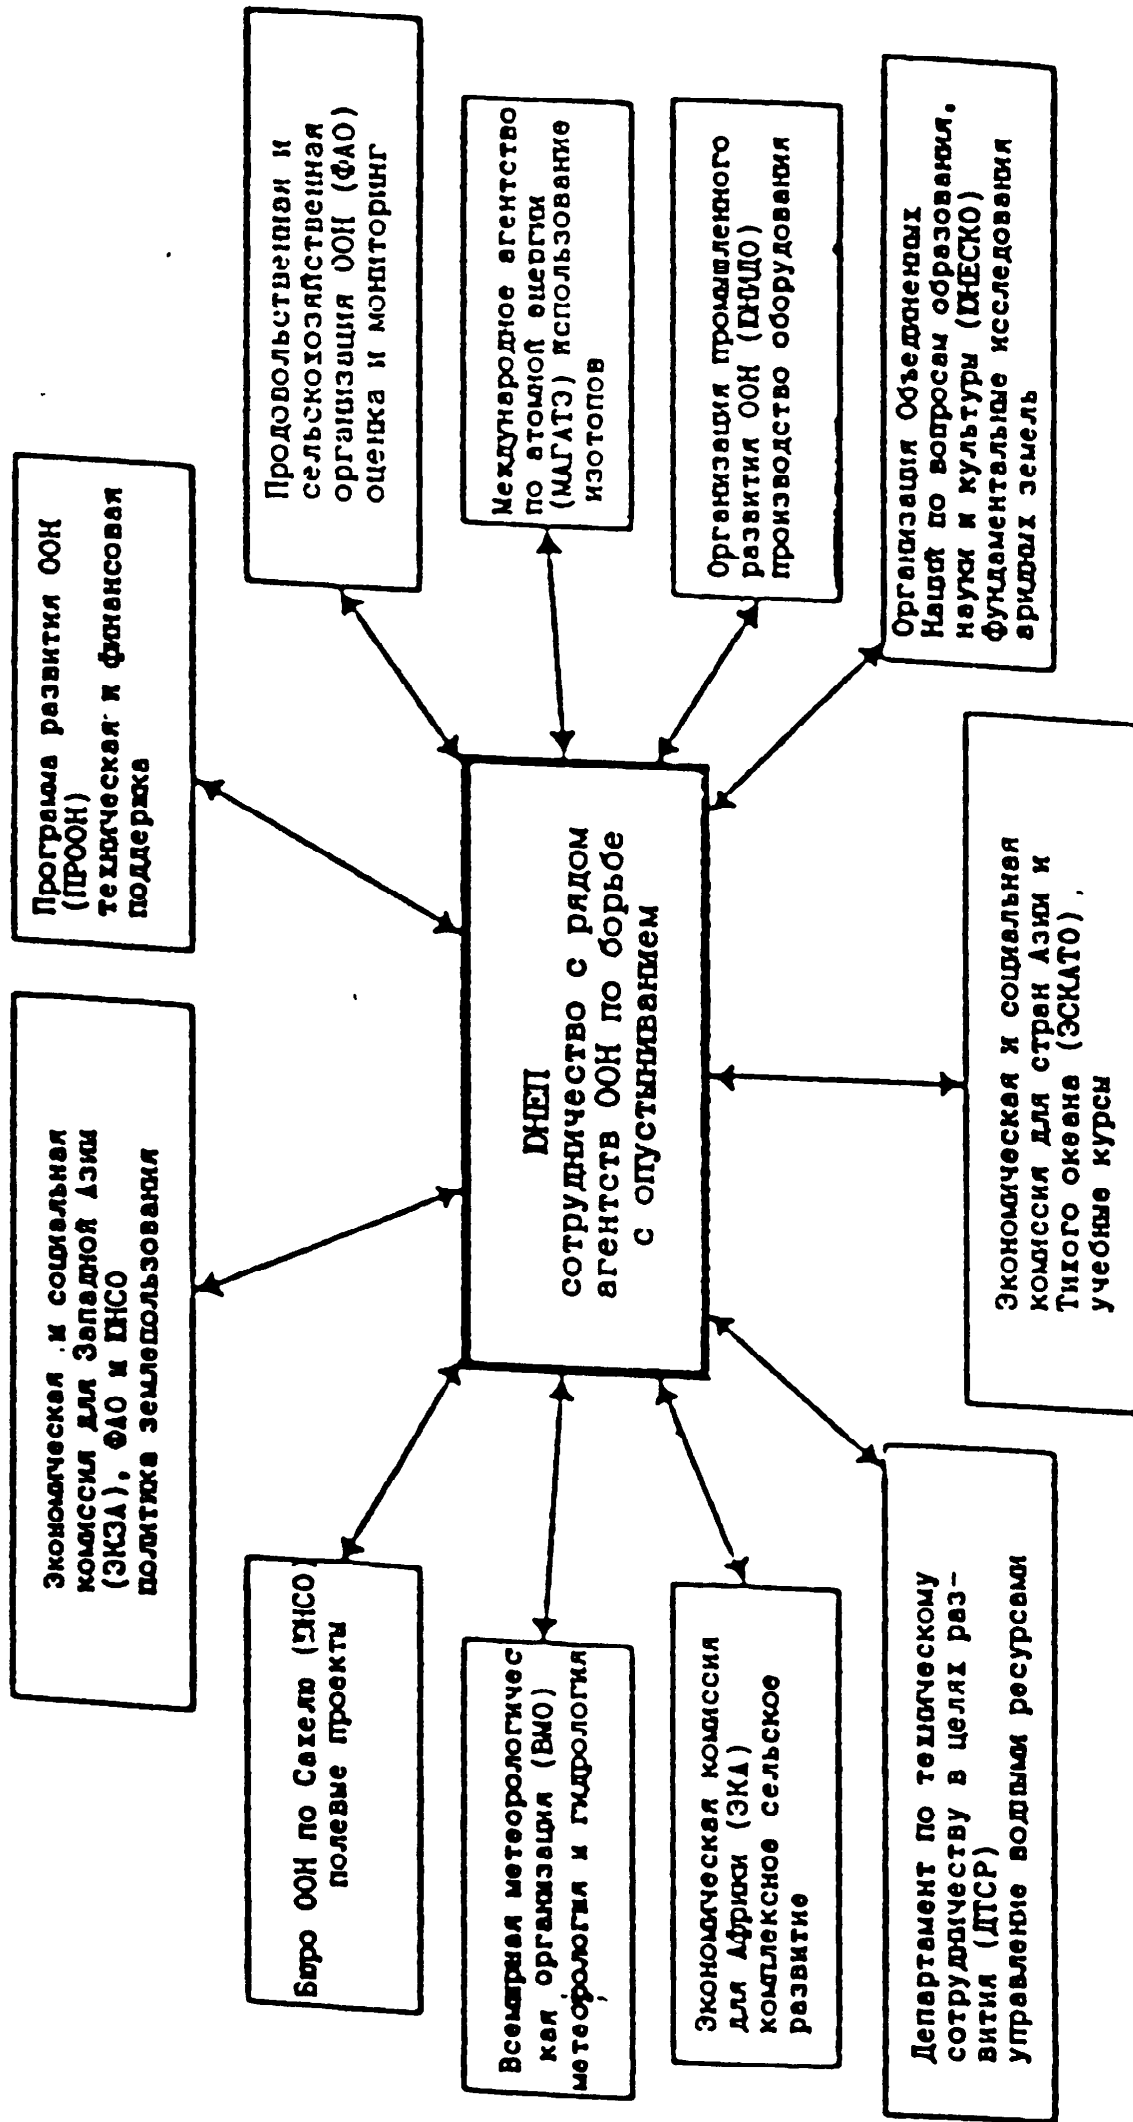 Экономическая и социальная
комиссия для Западной Азии
(ЭКЗА), ФАО и ЮНСО
политика землепользования
Программа развития ООН
(ПРООН)
техническая и финансовая
поддержка
Бюро ООН по Сахелю (ЮНСО)
полевые проекты
Продовольственная и
сельскохозяйственная
организация ООН (ФАО)
оценка и мониторинг
Всемирная метеорологичес
кая организация (ВМО)
метеорология и гидрология
ЮНЕП
сотрудничество с рядом
агентств ООН по борьбе
с опустыниванием
Международное агентство
по атомной энергии
(МАГАТЭ) использование
изотопов
Экономическая комиссия
для Африки (ЭКА)
комплексное сельское
развитие
Организация промышленного
развития ООН (ЮНИДО)
производство оборудования
Департамент по техническому
сотрудничеству в целях раз-
вития (ДТСР)
управление водными ресурсами
Экономическая и социальная
комиссия для стран Азии и
Тихого океана (ЭСКАТО),
учебные курсы
Организация Объединенных
Наций по вопросам образования,
науки и культуры (ЮНЕСКО)
фундаментальные исследования
аридных земель